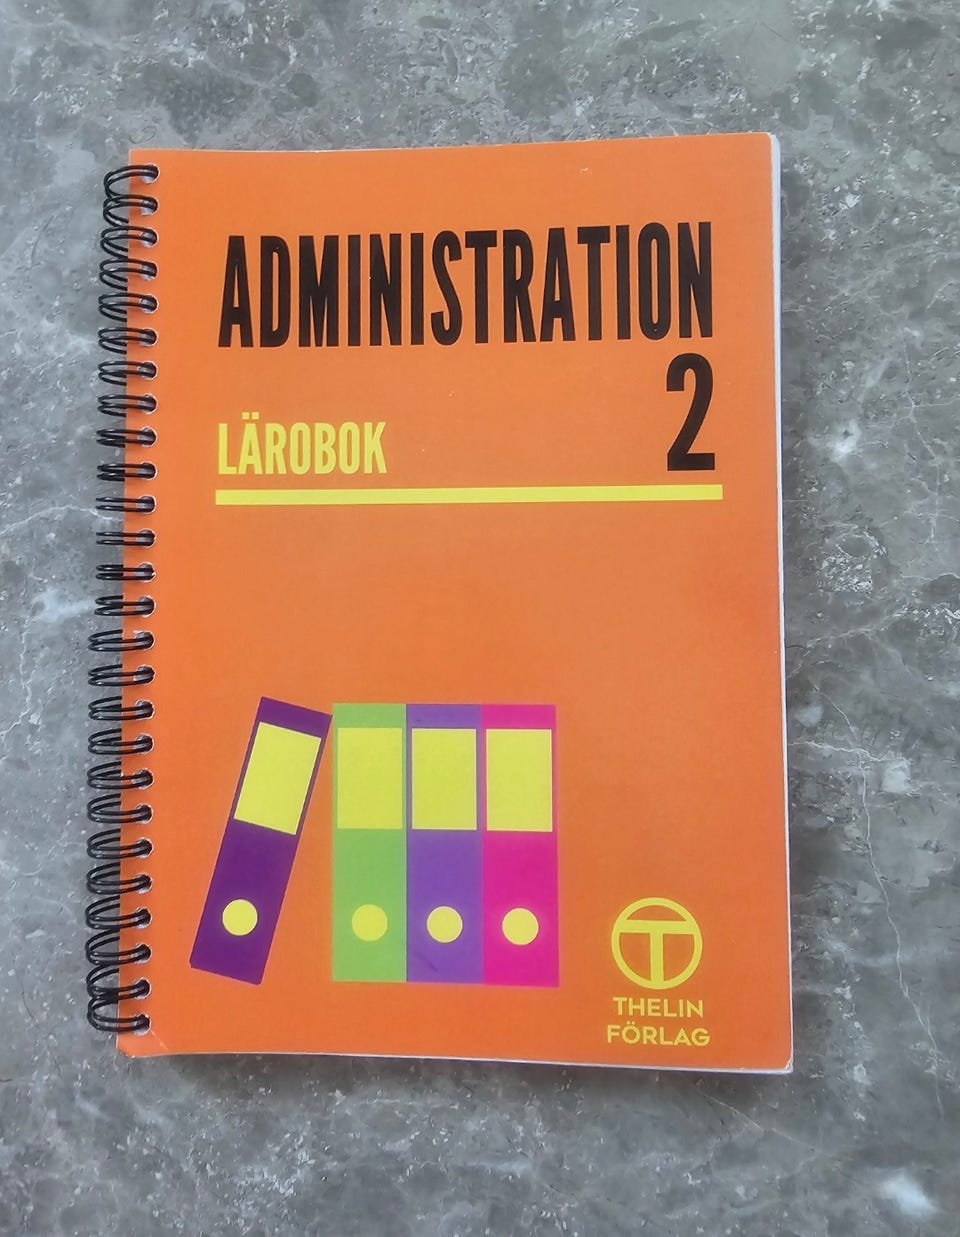 ADMINISTRATION
2
LÄROBOK
THELIN
FÖRLAG